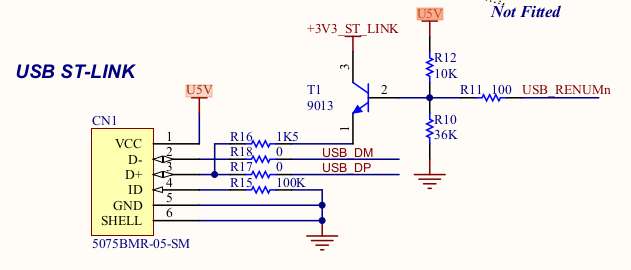 Not Fitted
U5V
+3V3_ST_LINK
R12
10K
3
USB ST-LINK
T1
9013
2
R11 100 USB_RENUMn
U5V
R10
36K
CN1
1
R16 1K5
VCC 1
R18 0 USB_DM
D- 2
R17 0 USB_DP
D+ 3
R15 100K
ID 4
GND 5
SHELL 6
5075BMR-05-SM